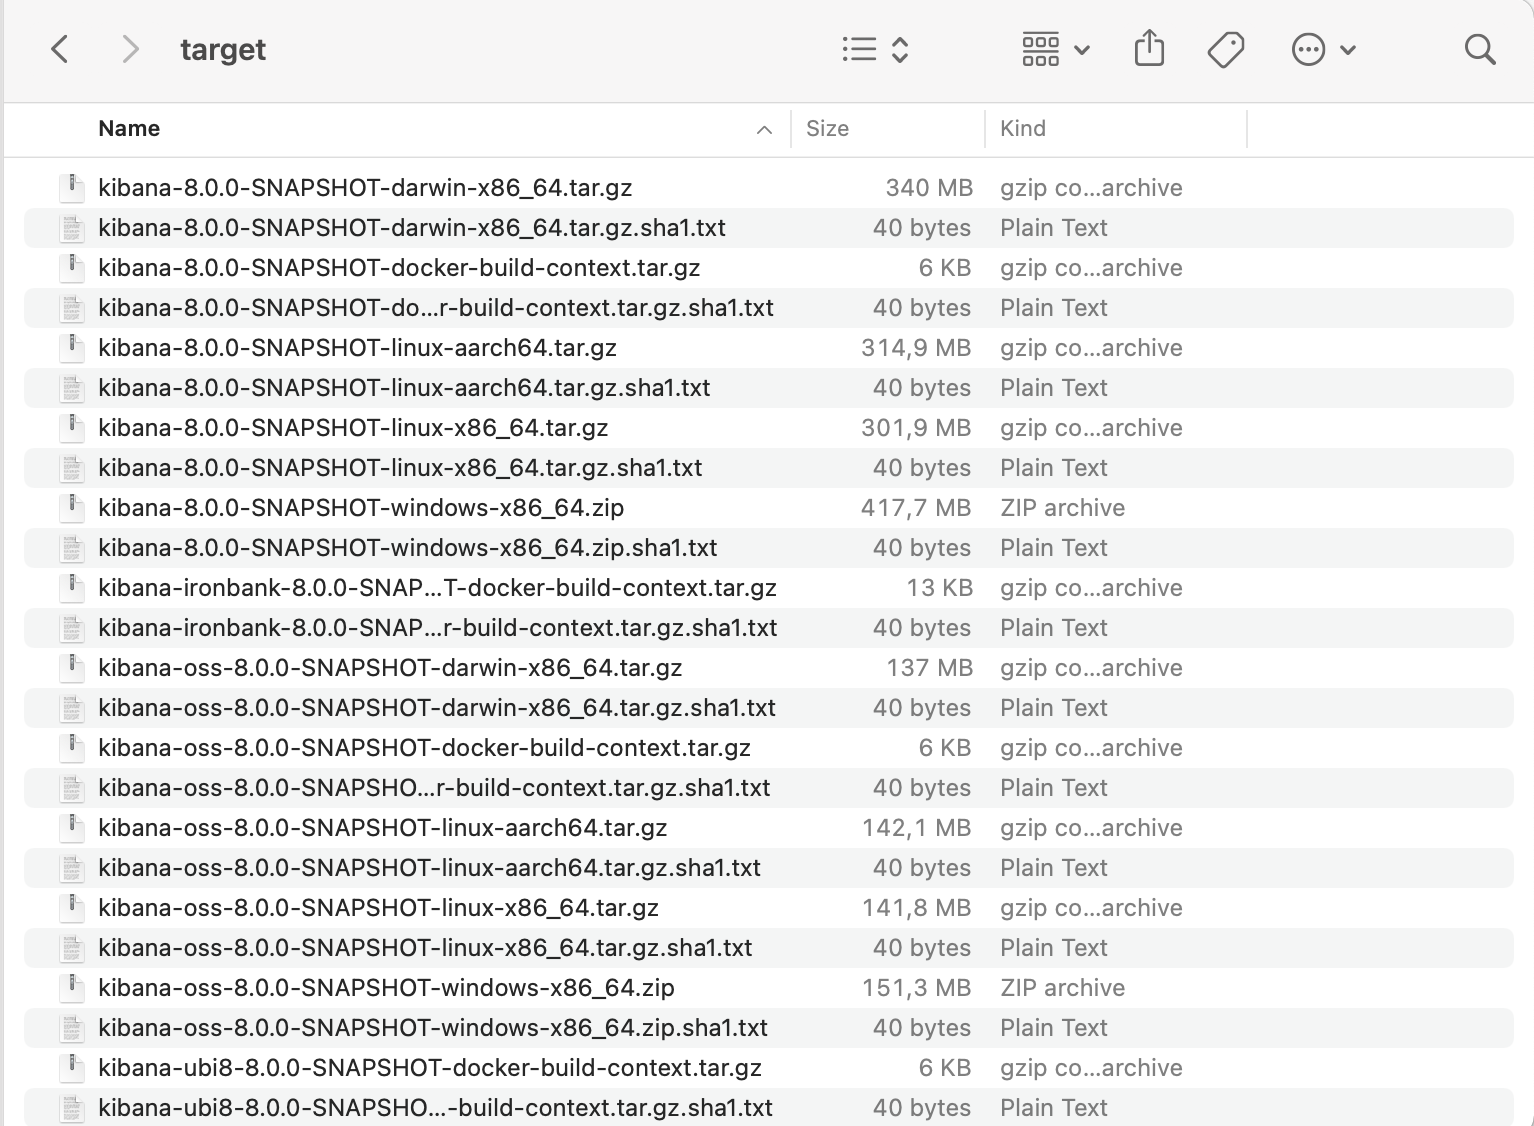 target
Name Size Kind
kibana-8.0.0-SNAPSHOT-darwin-x86_64.tar.gz 340 MB gzip co...archive
kibana-8.0.0-SNAPSHOT-darwin-x86_64.tar.gz.sha1.txt 40 bytes Plain Text
kibana-8.0.0-SNAPSHOT-docker-build-context.tar.gz 6 KB gzip co...archive
kibana-8.0.0-SNAPSHOT-do...r-build-context.tar.gz.sha1.txt 40 bytes Plain Text
kibana-8.0.0-SNAPSHOT-linux-aarch64.tar.gz 314,9 MB gzip co...archive
kibana-8.0.0-SNAPSHOT-linux-aarch64.tar.gz.sha1.txt 40 bytes Plain Text
kibana-8.0.0-SNAPSHOT-linux-x86_64.tar.gz 301,9 MB gzip co...archive
kibana-8.0.0-SNAPSHOT-linux-x86_64.tar.gz.sha1.txt 40 bytes Plain Text
kibana-8.0.0-SNAPSHOT-windows-x86_64.zip 417,7 MB ZIP archive
kibana-8.0.0-SNAPSHOT-windows-x86_64.zip.sha1.txt 40 bytes Plain Text
kibana-ironbank-8.0.0-SNAP...T-docker-build-context.tar.gz 13 KB gzip co...archive
kibana-ironbank-8.0.0-SNAP...r-build-context.tar.gz.sha1.txt 40 bytes Plain Text
kibana-oss-8.0.0-SNAPSHOT-darwin-x86_64.tar.gz 137 MB gzip co...archive
kibana-oss-8.0.0-SNAPSHOT-darwin-x86_64.tar.gz.sha1.txt 40 bytes Plain Text
kibana-oss-8.0.0-SNAPSHOT-docker-build-context.tar.gz 6 KB gzip co...archive
kibana-oss-8.0.0-SNAPSHO...r-build-context.tar.gz.sha1.txt 40 bytes Plain Text
kibana-oss-8.0.0-SNAPSHOT-linux-aarch64.tar.gz 142,1 MB gzip co...archive
kibana-oss-8.0.0-SNAPSHOT-linux-aarch64.tar.gz.sha1.txt 40 bytes Plain Text
kibana-oss-8.0.0-SNAPSHOT-linux-x86_64.tar.gz 141,8 MB gzip co...archive
kibana-oss-8.0.0-SNAPSHOT-linux-x86_64.tar.gz.sha1.txt 40 bytes Plain Text
kibana-oss-8.0.0-SNAPSHOT-windows-x86_64.zip 151,3 MB ZIP archive
kibana-oss-8.0.0-SNAPSHOT-windows-x86_64.zip.sha1.txt 40 bytes Plain Text
kibana-ubi8-8.0.0-SNAPSHOT-docker-build-context.tar.gz 6 KB gzip co...archive
kibana-ubi8-8.0.0-SNAPSHO...-build-context.tar.gz.sha1.txt 40 bytes Plain Text